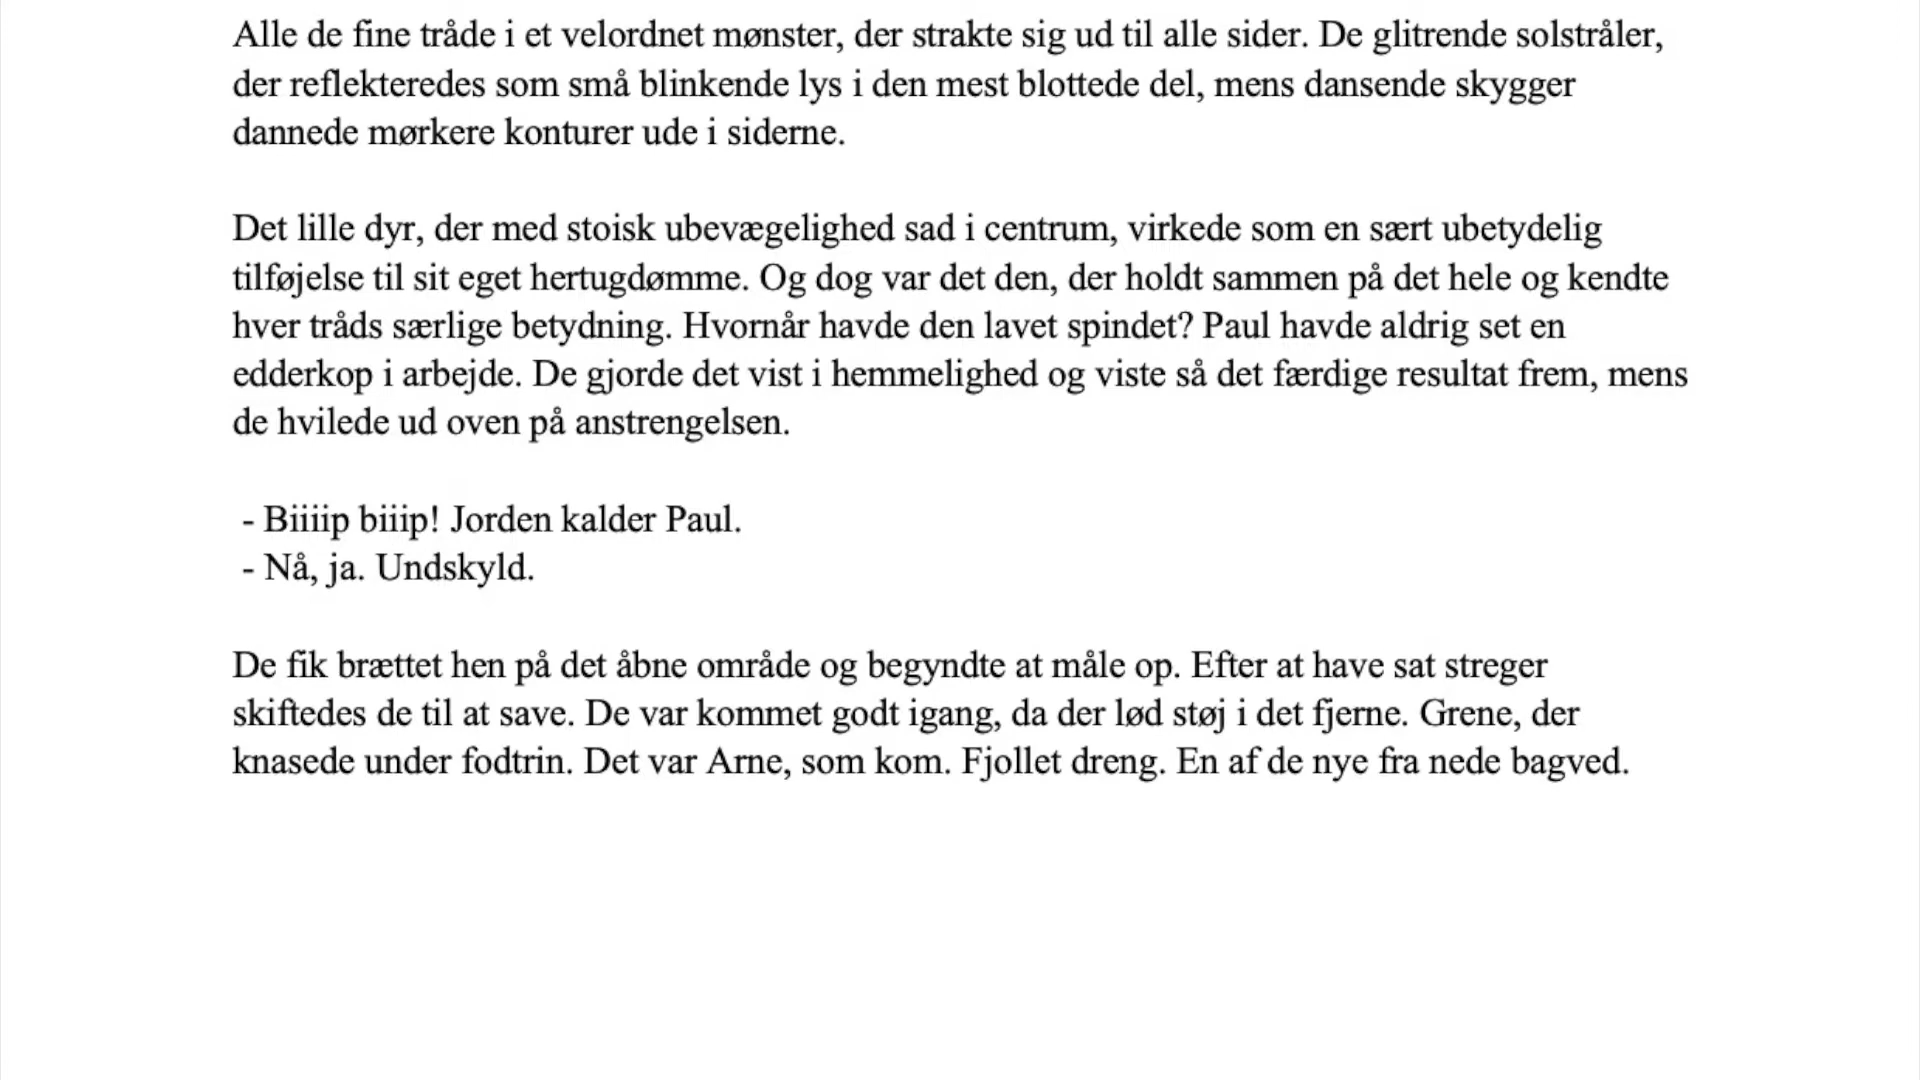 Alle de fine tråde i et velordnet mønster, der strakte sig ud til alle sider. De glitrende solstråler,
der reflekteredes som små blinkende lys i den mest blottede del, mens dansende skygger
dannede mørkere konturer ude i siderne.
Det lille dyr, der med stoisk ubevægelighed sad i centrum, virkede som en sært ubetydelig
tilføjelse til sit eget hertugdømme. Og dog var det den, der holdt sammen på det hele og kendte
hver tråds særlige betydning. Hvornår havde den lavet spindet? Paul havde aldrig set en
edderkop i arbejde. De gjorde det vist i hemmelighed og viste så det færdige resultat frem, mens
de hvilede ud oven på anstrengelsen.
- Biiiip biiip! Jorden kalder Paul.
- Nå, ja. Undskyld.
De fik brættet hen på det åbne område og begyndte at måle op. Efter at have sat streger
skiftedes de til at save. De var kommet godt igang, da der lød støj i det fjerne. Grene, der
knasede under fodtrin. Det var Arne, som kom. Fjollet dreng. En af de nye fra nede bagved.